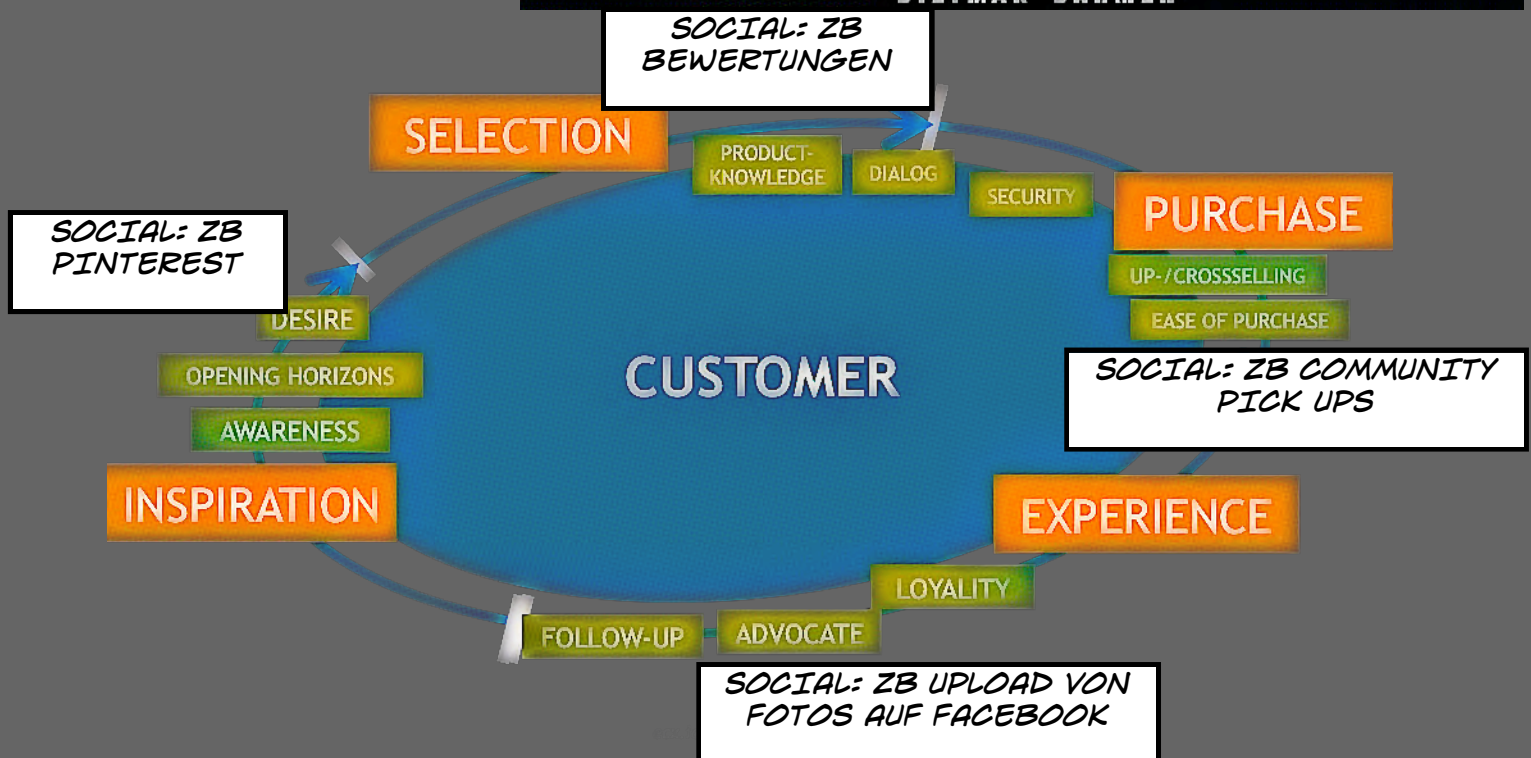 SOCIAL: ZB
BEWERTUNGEN
SELECTION
PRODUCT-
KNOWLEDGE
DIALOG
SECURITY
PURCHASE
UP-/CROSSSELLING
EASE OF PURCHASE
SOCIAL: ZB
PINTEREST
DESIRE
OPENING HORIZONS
AWARENESS
INSPIRATION
CUSTOMER
SOCIAL: ZB COMMUNITY
PICK UPS
EXPERIENCE
LOYALITY
ADVOCATE
FOLLOW-UP
SOCIAL: ZB UPLOAD VON
FOTOS AUF FACEBOOK